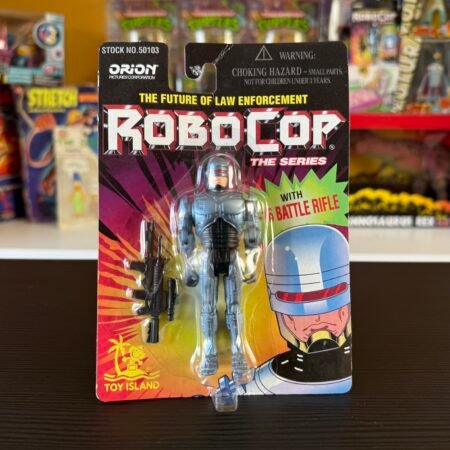 STOCK NO.50103
ORION
PICTURES CORPORATION
WARNING:
CHOKING HAZARD - SMALL PARTS
NOT FOR CHILDREN UNDER 3 YEARS.
THE FUTURE OF LAW ENFORCEMENT
ROBOCOP
THE SERIES
WITH
BATTLE RIFLE
TOY ISLAND
STRETCH
ROBOCOP